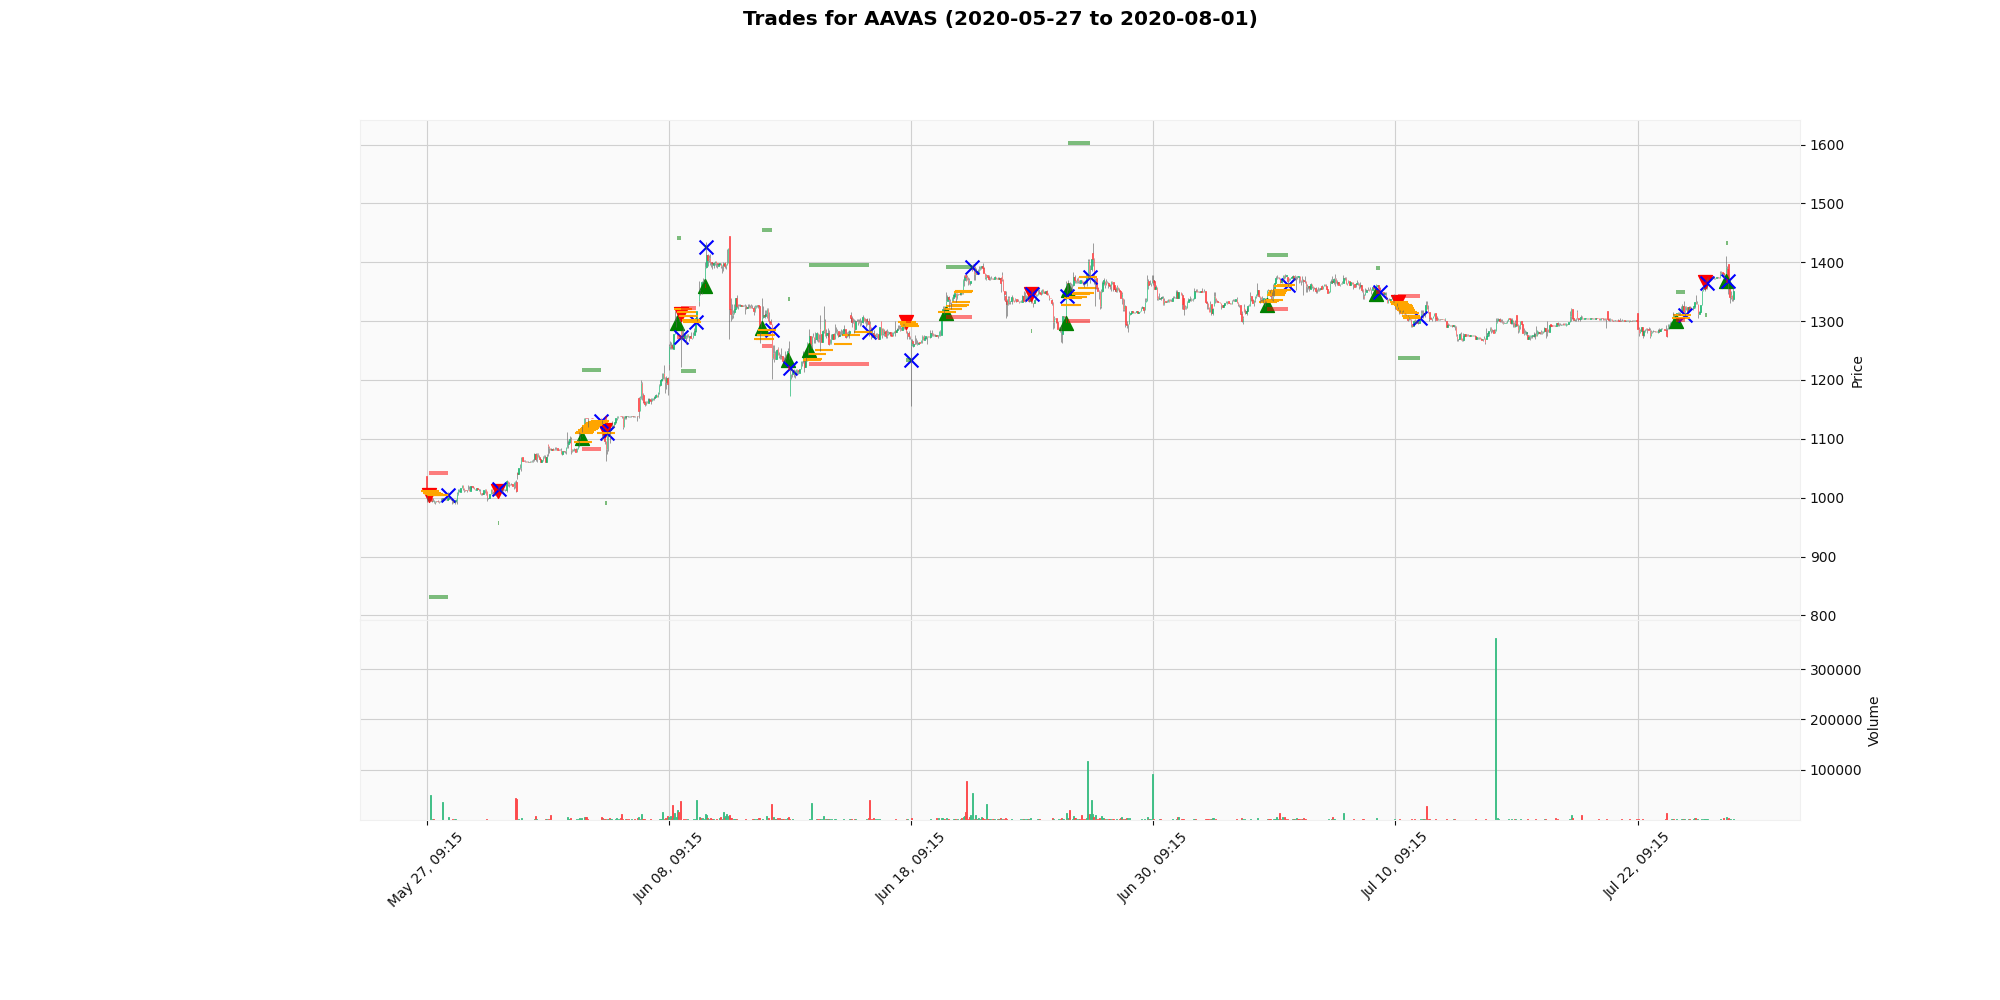 Trades for AAVAS (2020-05-27 to 2020-08-01)
1600
1500
1400
1300
1200
1100
1000
900
800
Price
300000
200000
100000
Volume
May 27, 09:15
Jun 08, 09:15
Jun 18, 09:15
Jun 30, 09:15
Jul 10, 09:15
Jul 22, 09:15